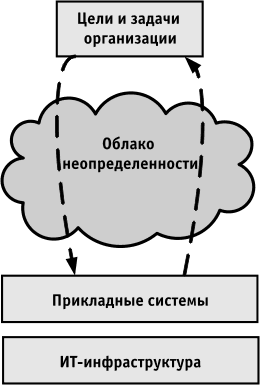 Цели и задачи
организации
Облако
неопределенности
Прикладные системы
ИТ-инфраструктура